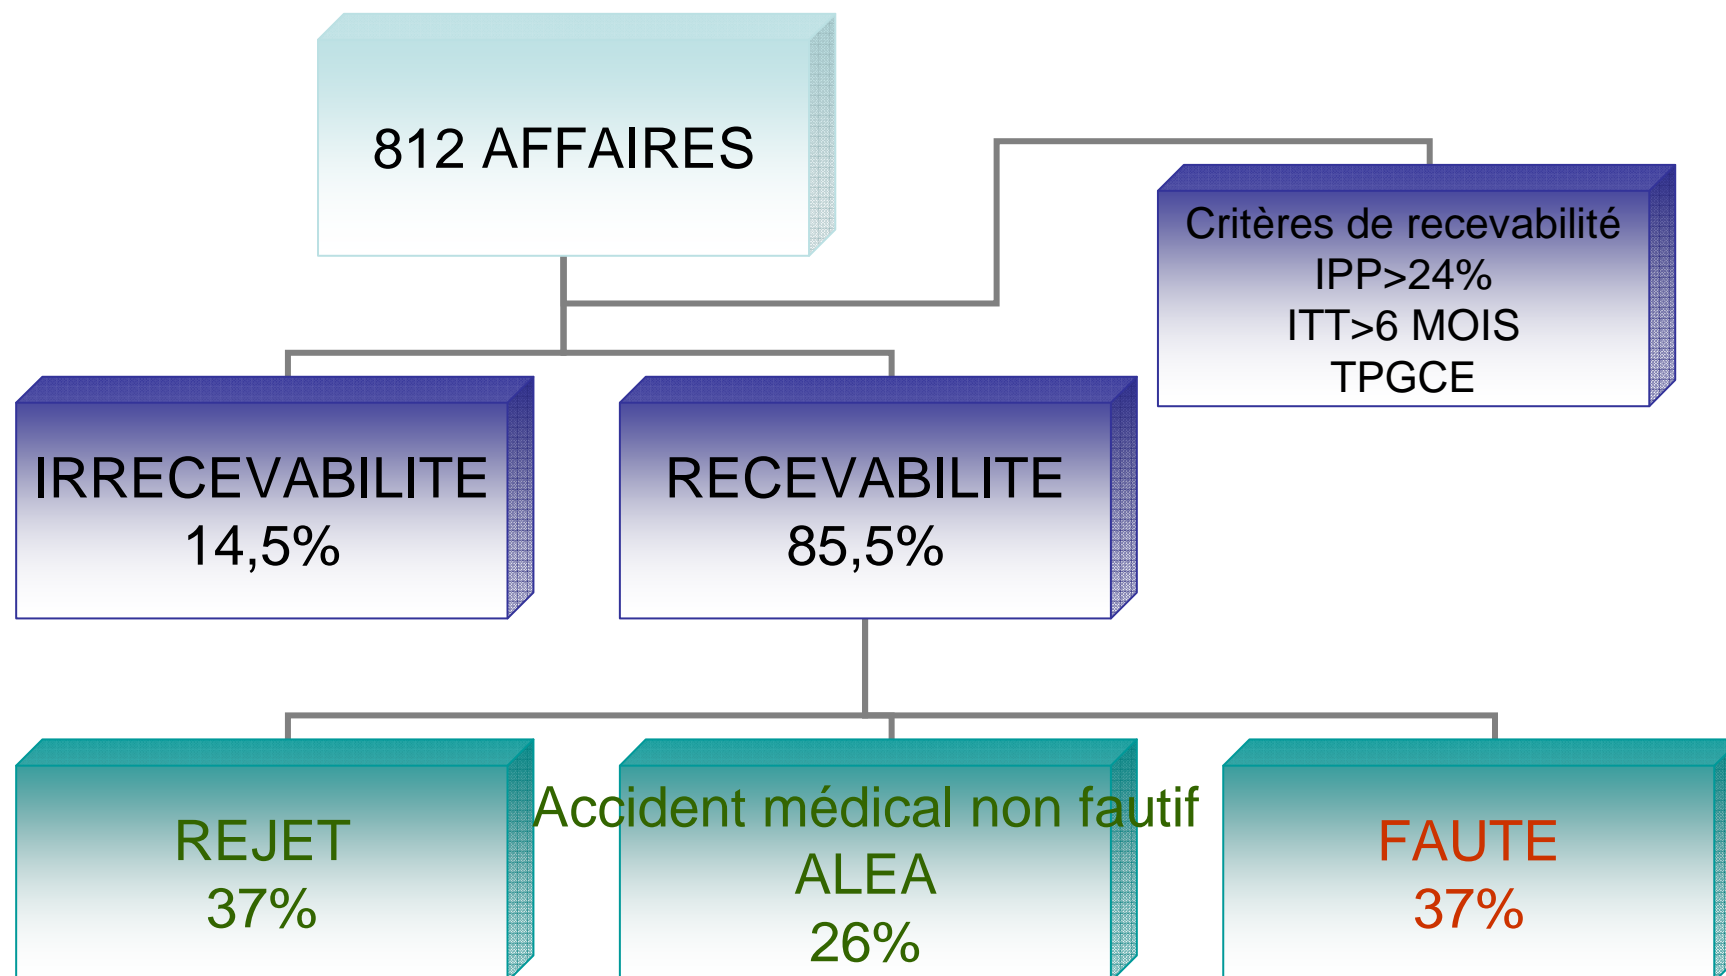 812 AFFAIRES
Critères de recevabilité
IPP>24%
ITT>6 MOIS
TPGCE
IRRECEVABILITE
14,5%
RECEVABILITE
85,5%
REJET
37%
Accident médical non fautif
ALEA
26%
FAUTE
37%